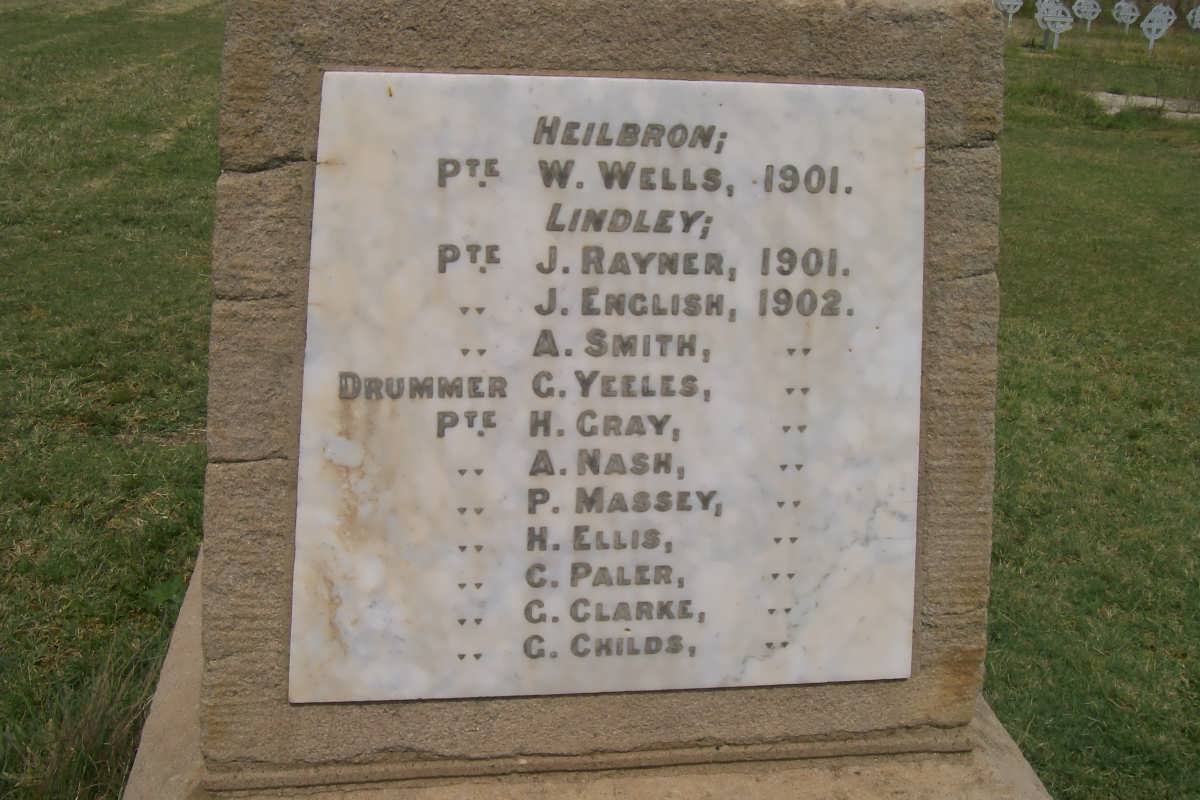 HEILBRON;
PTE W. WELLS, 1901.
LINDLEY;
PTE J. RAYNER, 1901.
,, J. ENGLISH, 1902.
,, A. SMITH, ,,
DRUMMER G. YEELES, ,,
PTE H. GRAY, ,,
,, A. NASH, ,,
,, P. MASSEY, ,,
,, H. ELLIS, ,,
,, G. PALER, ,,
,, G. CLARKE, ,,
,, G. CHILDS, ,,